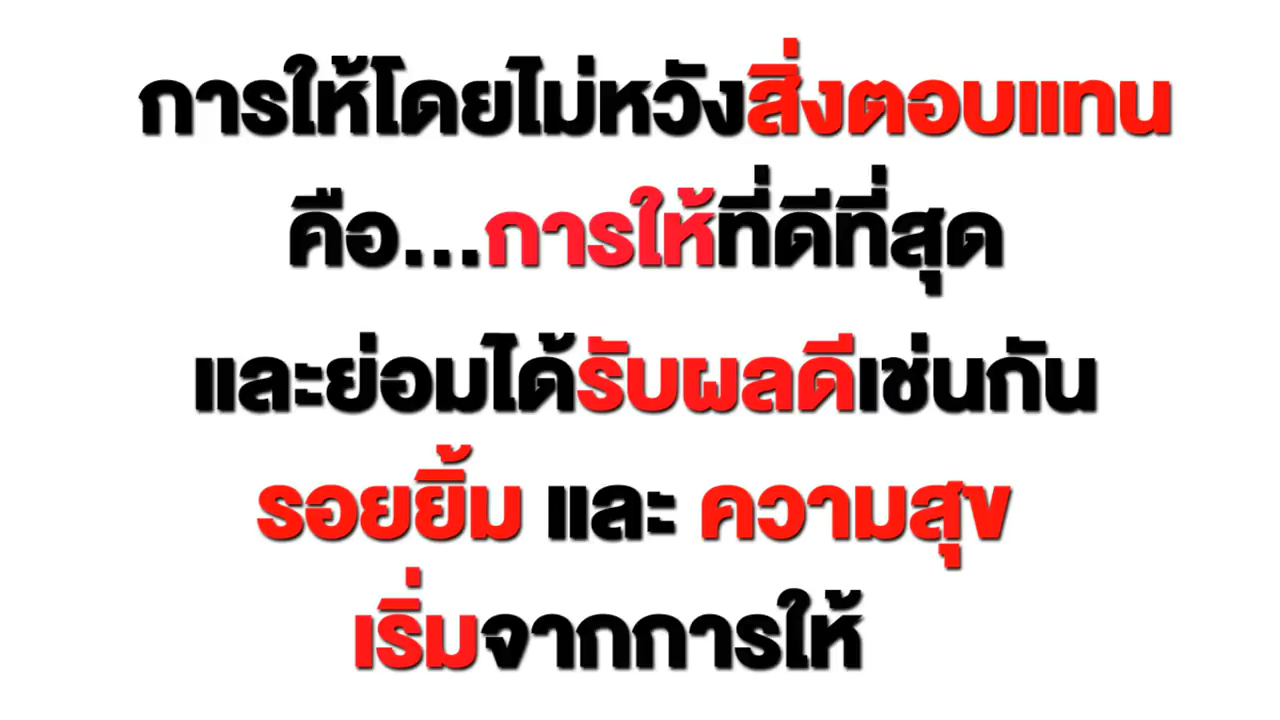 การให้โดยไม่หวังสิ่งตอบแทน
คือ...การให้ที่ดีที่สุด
และย่อมได้รับผลดีเช่นกัน
รอยยิ้ม และ ความสุข
เริ่มจากการให้